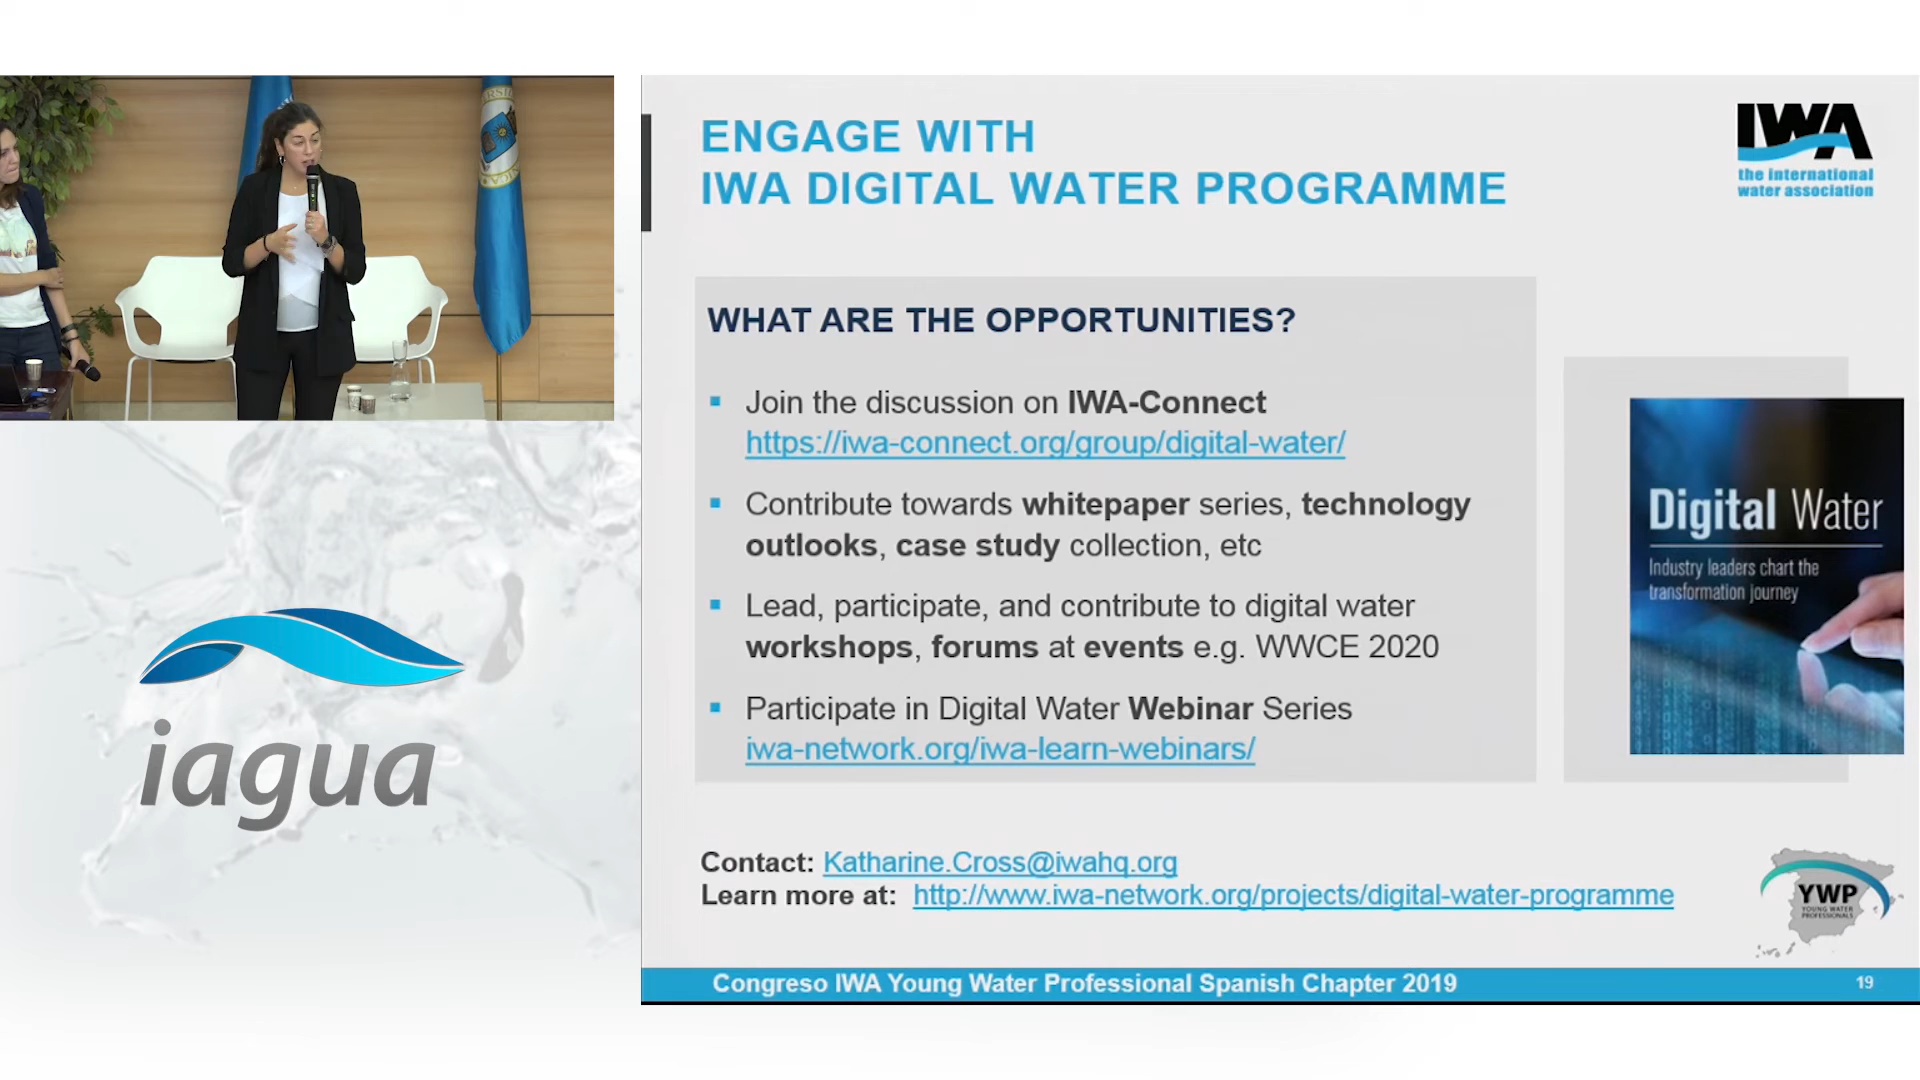 ENGAGE WITH
IWA DIGITAL WATER PROGRAMME
IWA
the international
water association
WHAT ARE THE OPPORTUNITIES?
Join the discussion on IWA-Connect
https://iwa-connect.org/group/digital-water/
Contribute towards whitepaper series, technology
outlooks, case study collection, etc
Lead, participate, and contribute to digital water
workshops, forums at events e.g. WWCE 2020
Participate in Digital Water Webinar Series
iwa-network.org/iwa-learn-webinars/
Digital Water
Industry leaders chart the
transformation journey
iagua
Contact: Katharine.Cross@iwahq.org
Learn more at: http://www.iwa-network.org/projects/digital-water-programme
YWP
YOUNG WATER
PROFESSIONALS
Congreso IWA Young Water Professional Spanish Chapter 2019
19